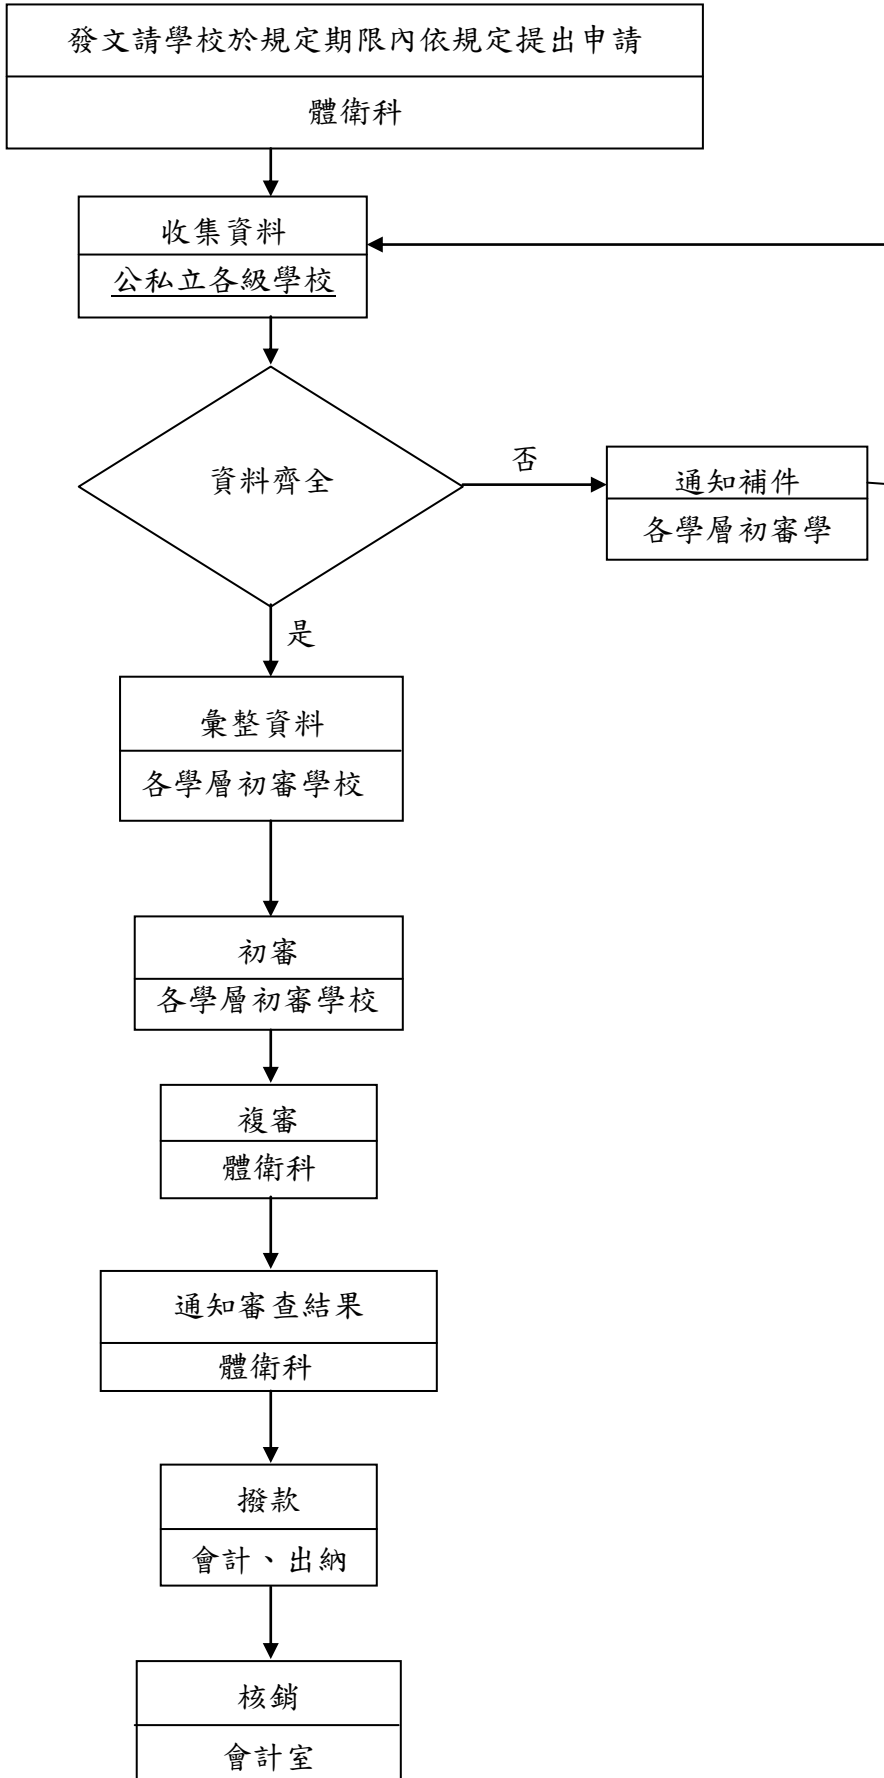 發文請學校於規定期限內依規定提出申請
體衛科
收集資料
公私立各級學校
資料齊全
否
通知補件
各學層初審學
是
彙整資料
各學層初審學校
初審
各學層初審學校
複審
體衛科
通知審查結果
體衛科
撥款
會計、出納
核銷
會計室